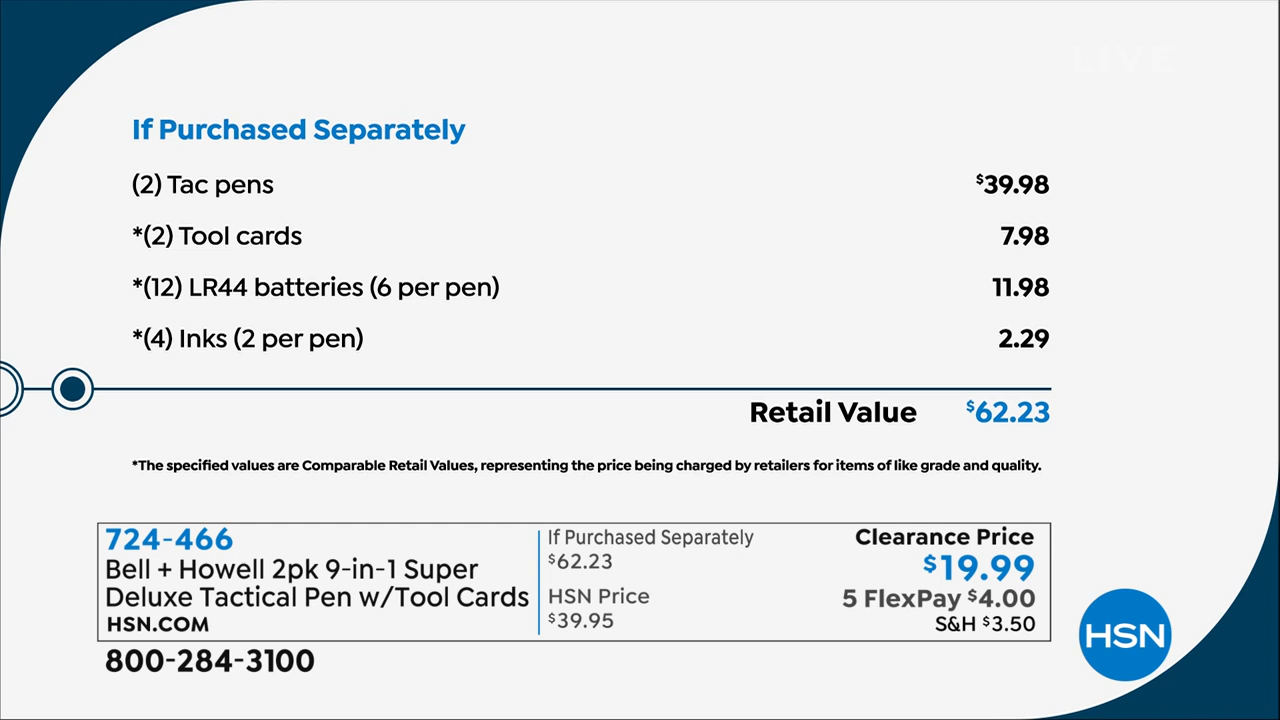 LIVE
If Purchased Separately
(2) Tac pens $39.98
*(2) Tool cards 7.98
*(12) LR44 batteries (6 per pen) 11.98
*(4) Inks (2 per pen) 2.29
Retail Value $62.23
*The specified values are Comparable Retail Values, representing the price being charged by retailers for items of like grade and quality.
724-466
Bell + Howell 2pk 9-in-1 Super
Deluxe Tactical Pen w/Tool Cards
HSN.COM
If Purchased Separately
$62.23
HSN Price
$39.95
Clearance Price
$19.99
5 FlexPay $4.00
S&H $3.50
800-284-3100
HSN